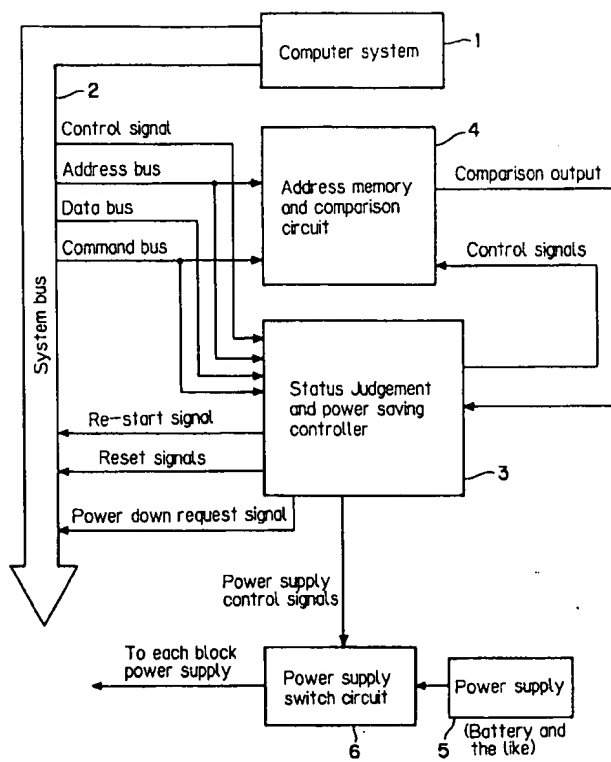 Computer system
1
2
Control signal
4
Address bus
Address memory
and comparison
circuit
Comparison output
Data bus
Command bus
Control signals
System bus
Status Judgement
and power saving
controller
Re-start signal
Reset signals
3
Power down request signal
Power supply
control signals
To each block
power supply
Power supply
switch circuit
Power supply
6
5
(Battery and
the like)